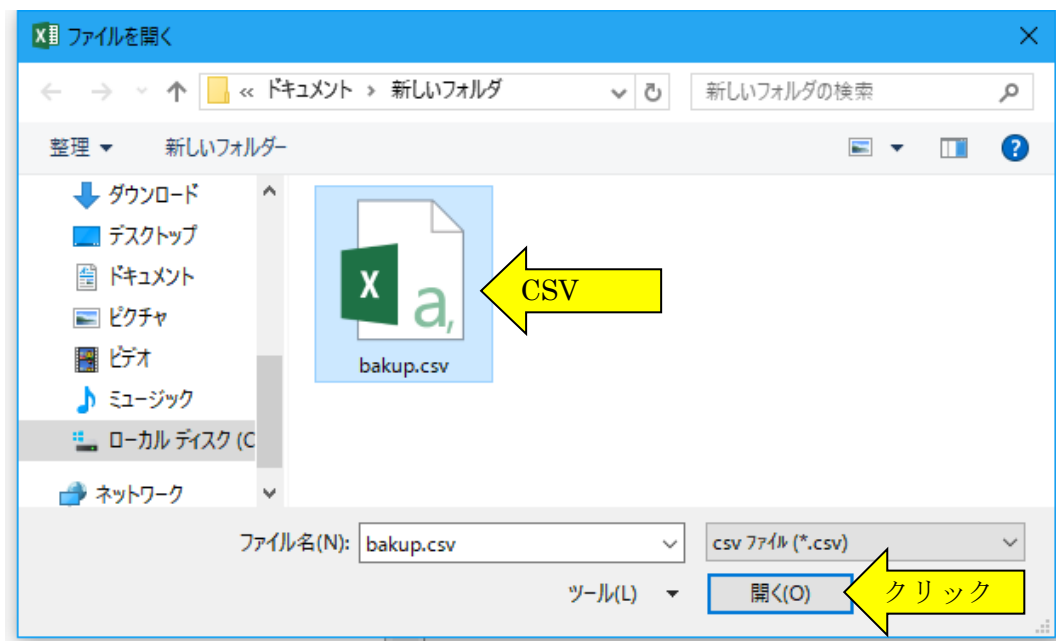 ファイルを開く
« ドキュメント › 新しいフォルダ
新しいフォルダの検索
整理
新しいフォルダー
ダウンロード
デスクトップ
ドキュメント
ピクチャ
ビデオ
ミュージック
ローカル ディスク (C
ネットワーク
a,
bakup.csv
CSV
ファイル名(N):
bakup.csv
csv ファイル (*.csv)
ツール(L)
開く(O)
クリック